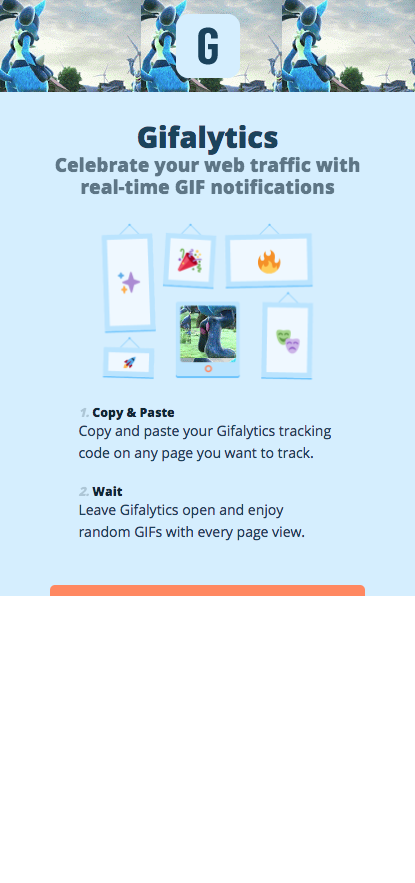 G
Gifalytics
Celebrate your web traffic with
real-time GIF notifications
1. Copy & Paste
Copy and paste your Gifalytics tracking
code on any page you want to track.
2. Wait
Leave Gifalytics open and enjoy
random GIFs with every page view.